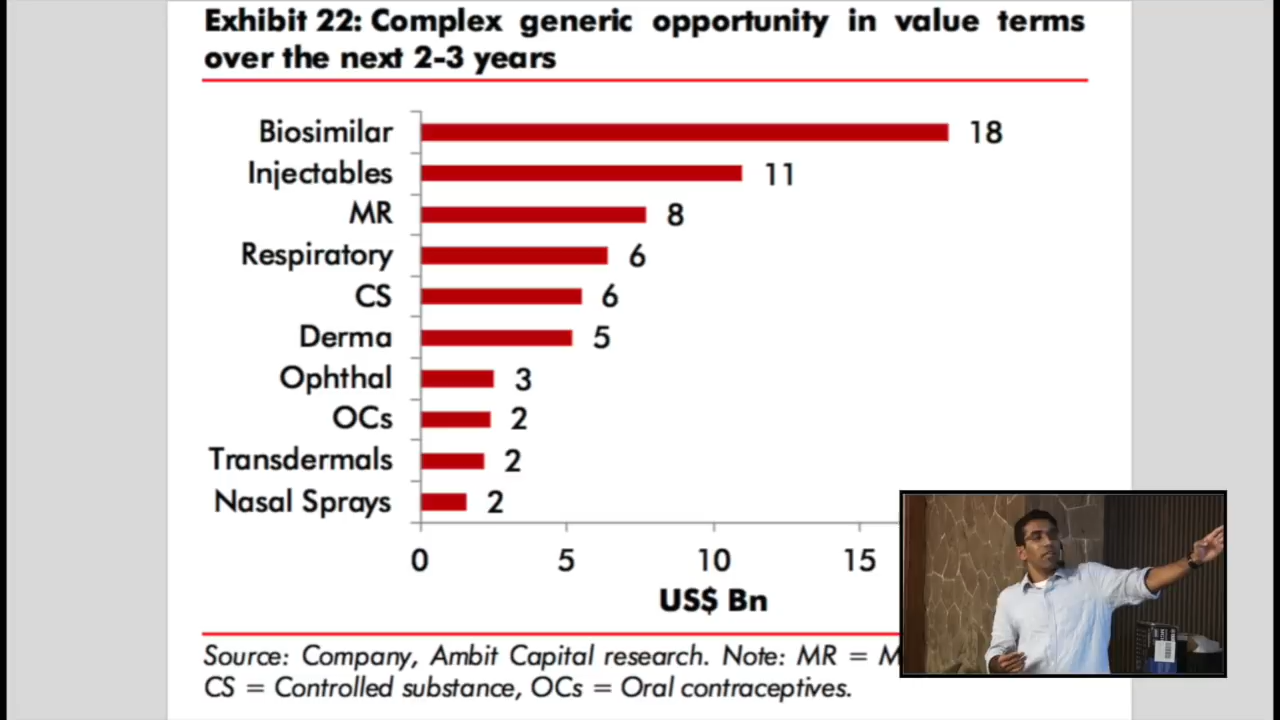 Exhibit 22: Complex generic opportunity in value terms
over the next 2-3 years
Biosimilar 18
Injectables 11
MR 8
Respiratory 6
CS 6
Derma 5
Ophthal 3
OCs 2
Transdermals 2
Nasal Sprays 2
0 5 10 15
US$ Bn
Source: Company, Ambit Capital research. Note: MR = M
CS = Controlled substance, OCs = Oral contraceptives.